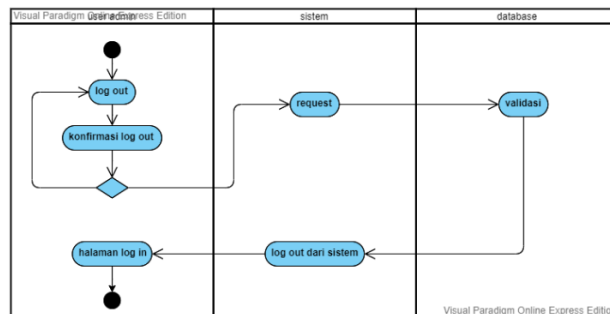 Visual Paradigm Online Express Edition
user admin
sistem
database
log out
request
validasi
konfirmasi log out
halaman log in
log out dari sistem
Visual Paradigm Online Express Editio